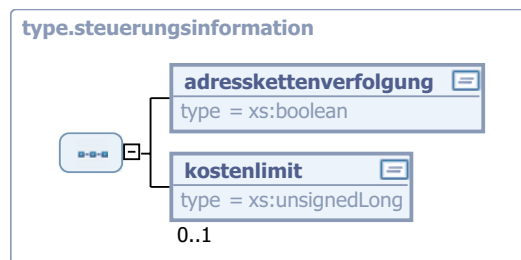 type.steuerungsinformation
adresskettenverfolgung
type = xs:boolean
kostenlimit
type = xs:unsignedLong
0..1